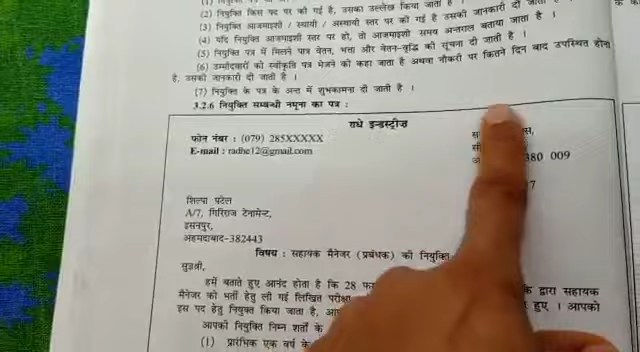 (2) नियुक्ति किस पद पर की गई है, उसका उल्लेख किया जाता है ।
(3) नियुक्ति आजमाइशी / स्थायी / अस्थायी स्तर पर की गई है उसकी जानकारी दी जाती
(4) यदि नियुक्ति आजमाइशी स्तर पर हो, तो आजमाइशी समय अन्तराल बताया जाता है ।
(5) नियुक्ति पत्र में मिलने पात्र वेतन, भत्ता और वेतन-वृद्धि की सूचना दी जाती है ।
(6) उम्मीदवारों को स्वीकृति पत्र भेजने को कहा जाता है अथवा नौकरी पर कितने दिन बाद उपस्थित होना
है, उसकी जानकारी दी जाती है ।
(7) नियुक्ति के पत्र के अन्त में शुभकामना दी जाती है ।
3.2.6 नियुक्ति सम्बन्धी नमूना का पत्र :
राधे इन्डस्ट्रीज़
फोन नंबर : (079) 285XXXXX
E-mail : radhe12@gmail.com
380 009
7
शिल्पा पटेल
A/7, गिरिराज टेनामेन्ट,
इसनपुर,
अहमदाबाद-382443
विषय : सहायक मैनेजर (प्रबंधक) की नियुक्ति
सुज्ञश्री,
हमें बताते हुए आनंद होता है कि 28
के द्वारा सहायक
मैनेजर की भर्ती हेतु ली गई लिखित परीक्षा
हुए । आपको
इस पद हेतु नियुक्त किया जाता है,
आपकी नियुक्ति निम्न शर्तों के
(1) प्रारंभिक एक वर्ष के